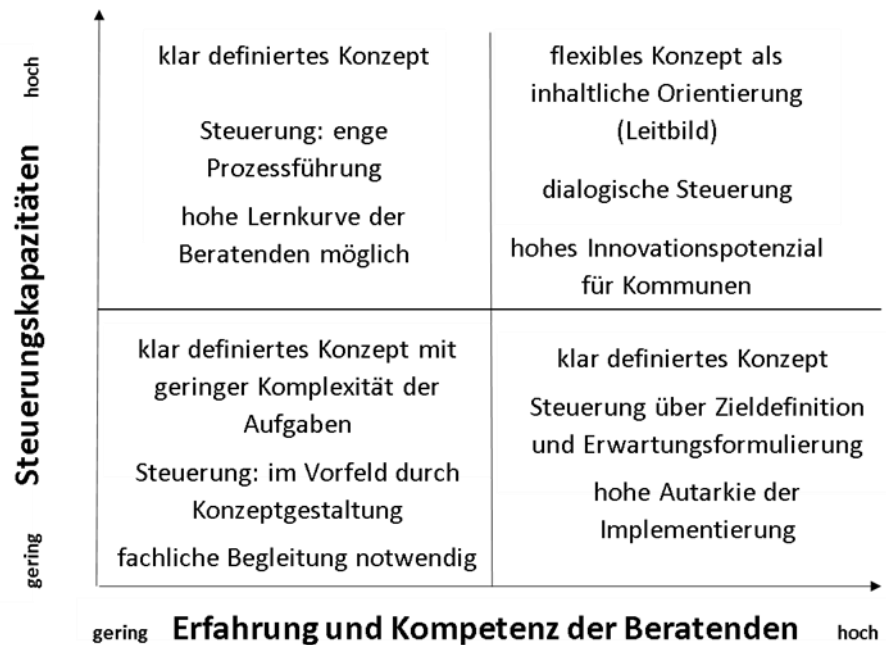 hoch
Steuerungskapazitäten
gering
klar definiertes Konzept
Steuerung: enge
Prozessführung
hohe Lernkurve der
Beratenden möglich
flexibles Konzept als
inhaltliche Orientierung
(Leitbild)
dialogische Steuerung
hohes Innovationspotenzial
für Kommunen
klar definiertes Konzept mit
geringer Komplexität der
Aufgaben
Steuerung: im Vorfeld durch
Konzeptgestaltung
fachliche Begleitung notwendig
klar definiertes Konzept
Steuerung über Zieldefinition
und Erwartungsformulierung
hohe Autarkie der
Implementierung
gering Erfahrung und Kompetenz der Beratenden hoch